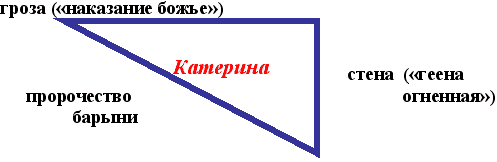 гроза («наказание божье»)
Катерина
стена («геена
огненная»)
пророчество
барыни